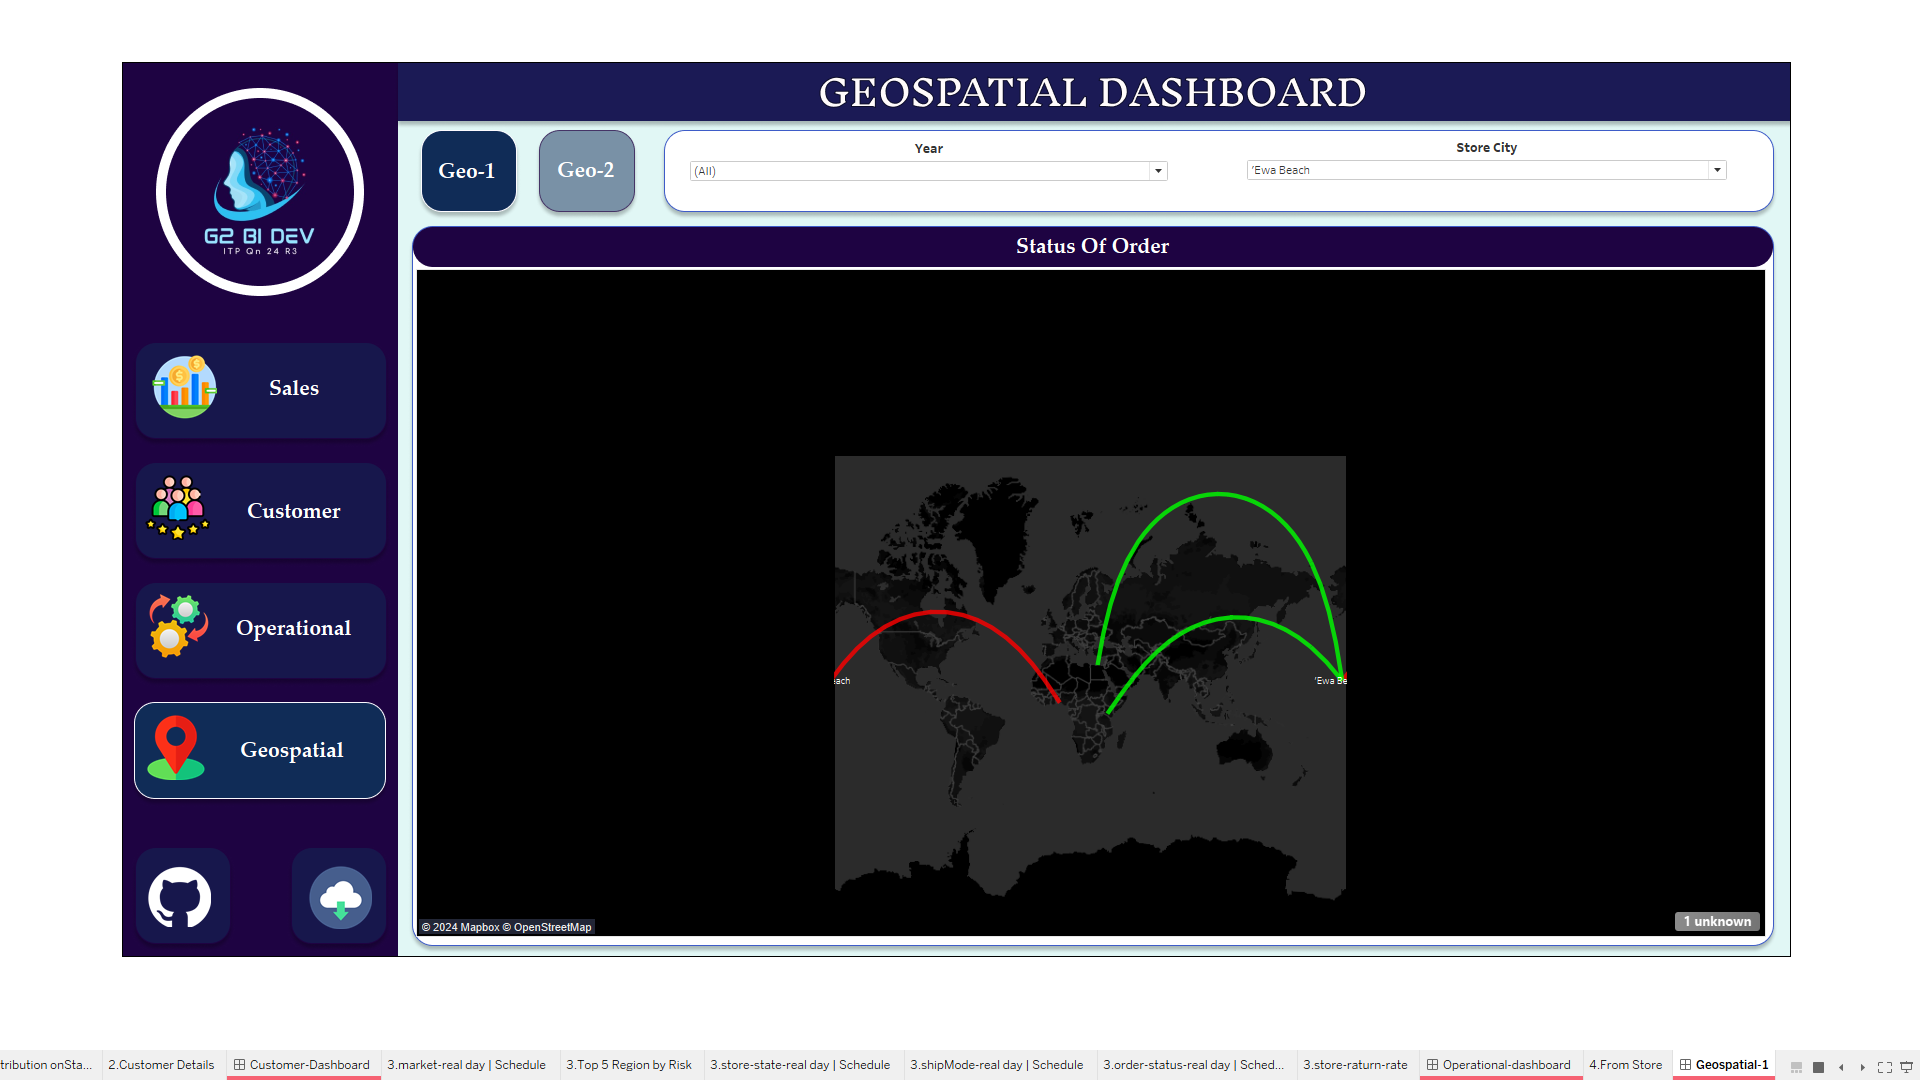 GEOSPATIAL DASHBOARD
G2 BI DEV
ITP Qn 24 R3
Geo-1
Geo-2
Year
(All)
Store City
'Ewa Beach
Status Of Order
Sales
Customer
Operational
Geospatial
each
'Ewa Be
© 2024 Mapbox © OpenStreetMap
1 unknown
tribution onSta...
2.Customer Details
Customer-Dashboard
3.market-real day | Schedule
3.Top 5 Region by Risk
3.store-state-real day | Schedule
3.shipMode-real day | Schedule
3.order-status-real day | Sched...
3.store-raturn-rate
Operational-dashboard
4.From Store
Geospatial-1